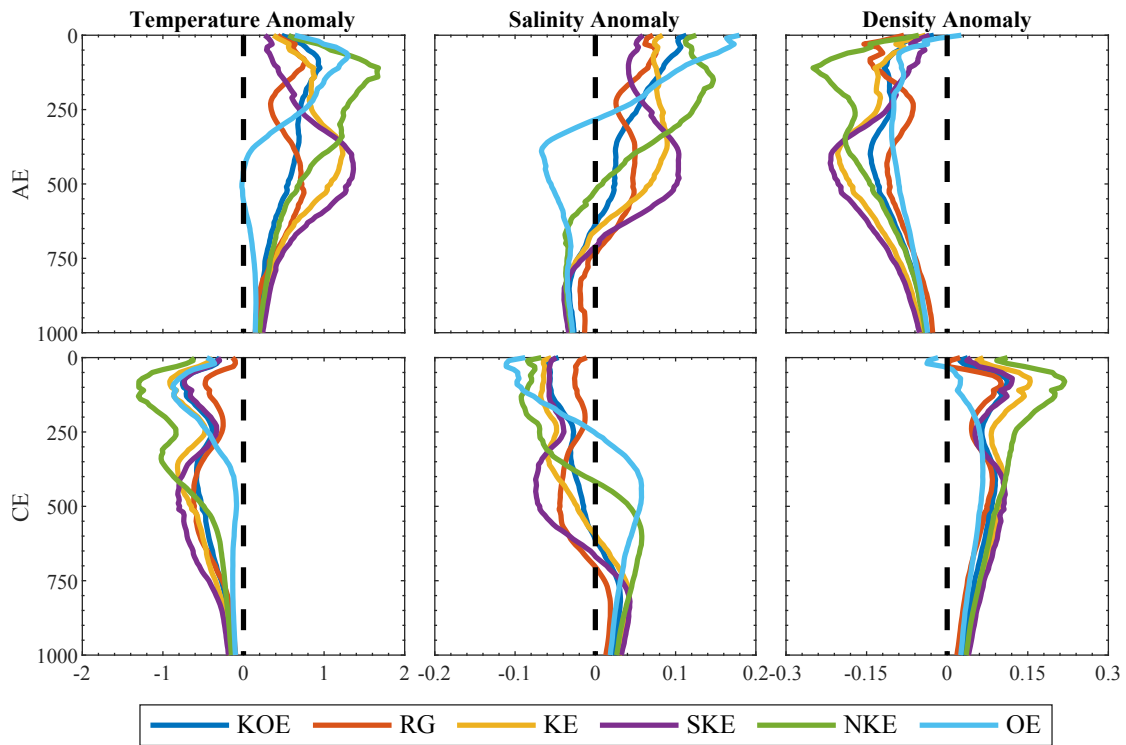 Temperature Anomaly Salinity Anomaly Density Anomaly
0
250
AE
500
750
1000
0
250
CE
500
750
1000
-2 -1 0 1 2 -0.2 -0.1 0 0.1 0.2 -0.3 -0.15 0 0.15 0.3
KOE RG KE SKE NKE OE